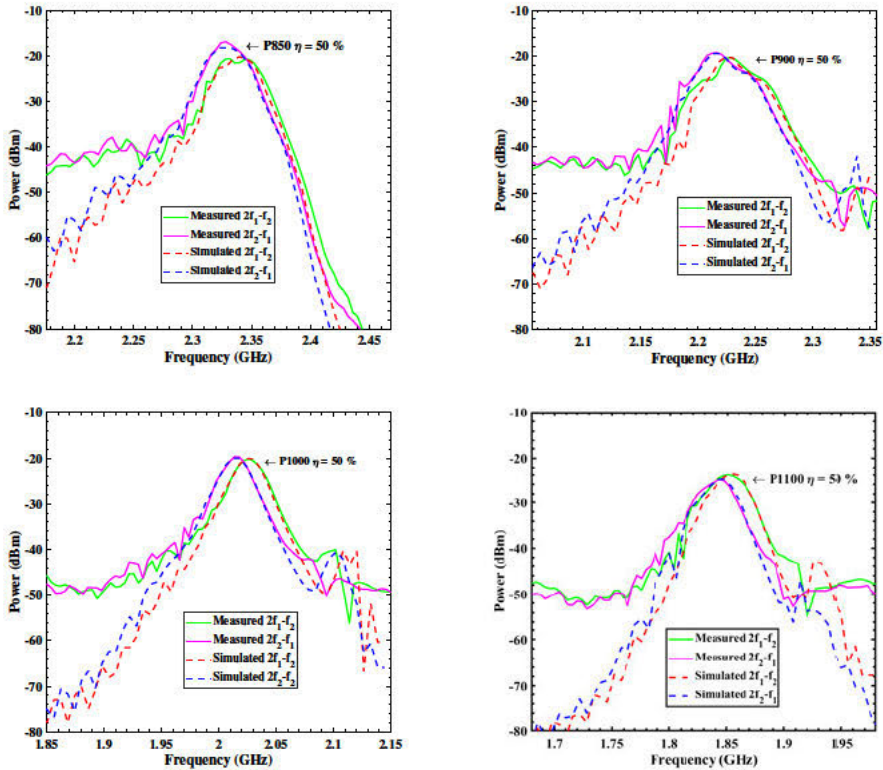 -10
-20
-30
-40
-50
-60
-70
-80
Power (dBm)
← P850 η = 50 %
Measured 2f1-f2
Measured 2f2-f1
Simulated 2f1-f2
Simulated 2f2-f1
2.2 2.25 2.3 2.35 2.4 2.45
Frequency (GHz)
-10
-20
-30
-40
-50
-60
-70
-80
Power (dBm)
← P900 η = 50 %
Measured 2f1-f2
Measured 2f2-f1
Simulated 2f1-f2
Simulated 2f2-f1
2.1 2.15 2.2 2.25 2.3 2.35
Frequency (GHz)
-10
-20
-30
-40
-50
-60
-70
-80
Power (dBm)
← P1000 η = 50 %
Measured 2f1-f2
Measured 2f2-f1
Simulated 2f1-f2
Simulated 2f2-f2
1.85 1.9 1.95 2 2.05 2.1 2.15
Frequency (GHz)
-10
-20
-30
-40
-50
-60
-70
-80
Power (dBm)
← P1100 η = 50 %
Measured 2f1-f2
Measured 2f2-f1
Simulated 2f1-f2
Simulated 2f2-f1
1.7 1.75 1.8 1.85 1.9 1.95
Frequency (GHz)